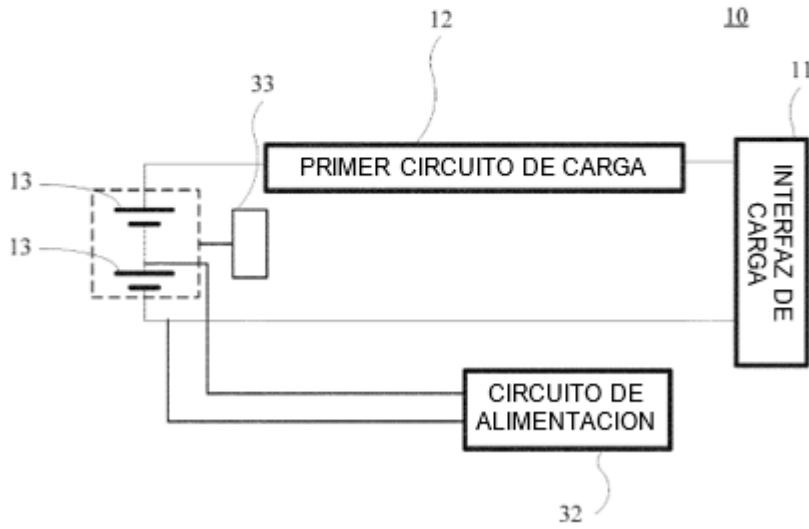 10
12
11
33
PRIMER CIRCUITO DE CARGA
INTERFAZ DE
CARGA
13
13
CIRCUITO DE
ALIMENTACION
32